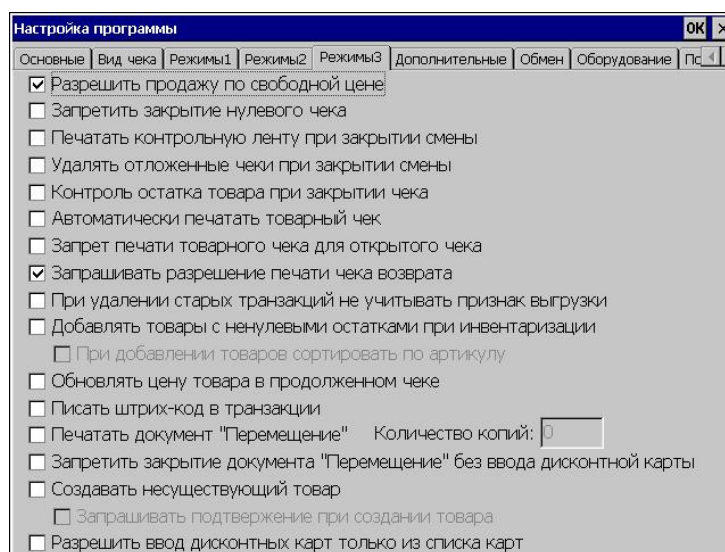 Настройка программы OK ×
Основные Вид чека Режимы1 Режимы2 Режимы3 Дополнительные Обмен Оборудование По
Разрешить продажу по свободной цене
Запретить закрытие нулевого чека
Печатать контрольную ленту при закрытии смены
Удалять отложенные чеки при закрытии смены
Контроль остатка товара при закрытии чека
Автоматически печатать товарный чек
Запрет печати товарного чека для открытого чека
Запрашивать разрешение печати чека возврата
При удалении старых транзакций не учитывать признак выгрузки
Добавлять товары с ненулевыми остатками при инвентаризации
При добавлении товаров сортировать по артикулу
Обновлять цену товара в продолженном чеке
Писать штрих-код в транзакции
Печатать документ "Перемещение" Количество копий: 0
Запретить закрытие документа "Перемещение" без ввода дисконтной карты
Создавать несуществующий товар
Запрашивать подтвержение при создании товара
Разрешить ввод дисконтных карт только из списка карт